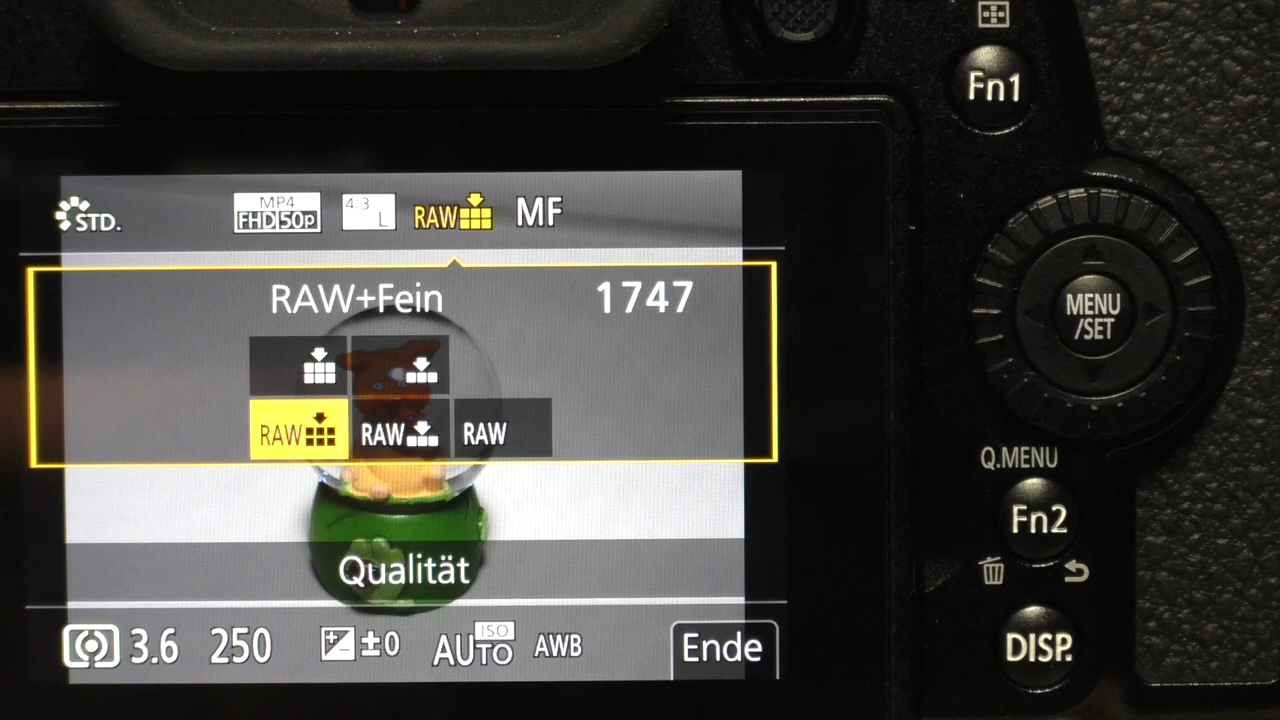 Fn1
STD. MP4 FHD 50p 4:3 L RAW MF
RAW+Fein 1747
MENU
/SET
RAW RAW RAW
Q.MENU
Fn2
Qualität
3.6 250 ±0 AUTO ISO AWB Ende
DISP.